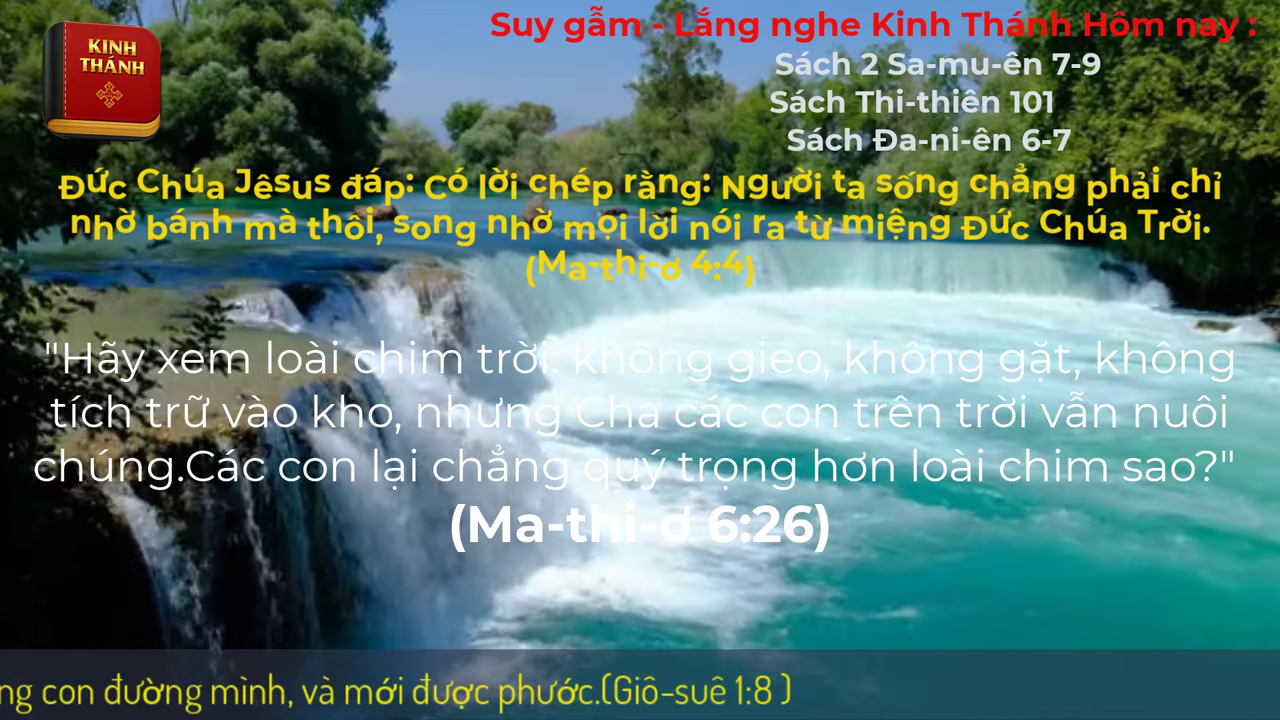 KINH
THÁNH
Suy gẫm - Lắng nghe Kinh Thánh Hôm nay :
Sách 2 Sa-mu-ên 7-9
Sách Thi-thiên 101
Sách Đa-ni-ên 6-7
Đức Chúa Jêsus đáp: Có lời chép rằng: Người ta sống chẳng phải chỉ
nhờ bánh mà thôi, song nhờ mọi lời nói ra từ miệng Đức Chúa Trời.
(Ma-thi-ơ 4:4)
"Hãy xem loài chim trời: không gieo, không gặt, không
tích trữ vào kho, nhưng Cha các con trên trời vẫn nuôi
chúng.Các con lại chẳng quý trọng hơn loài chim sao?"
(Ma-thi-ơ 6:26)
ng con đường mình, và mới được phước.(Giô-suê 1:8 )